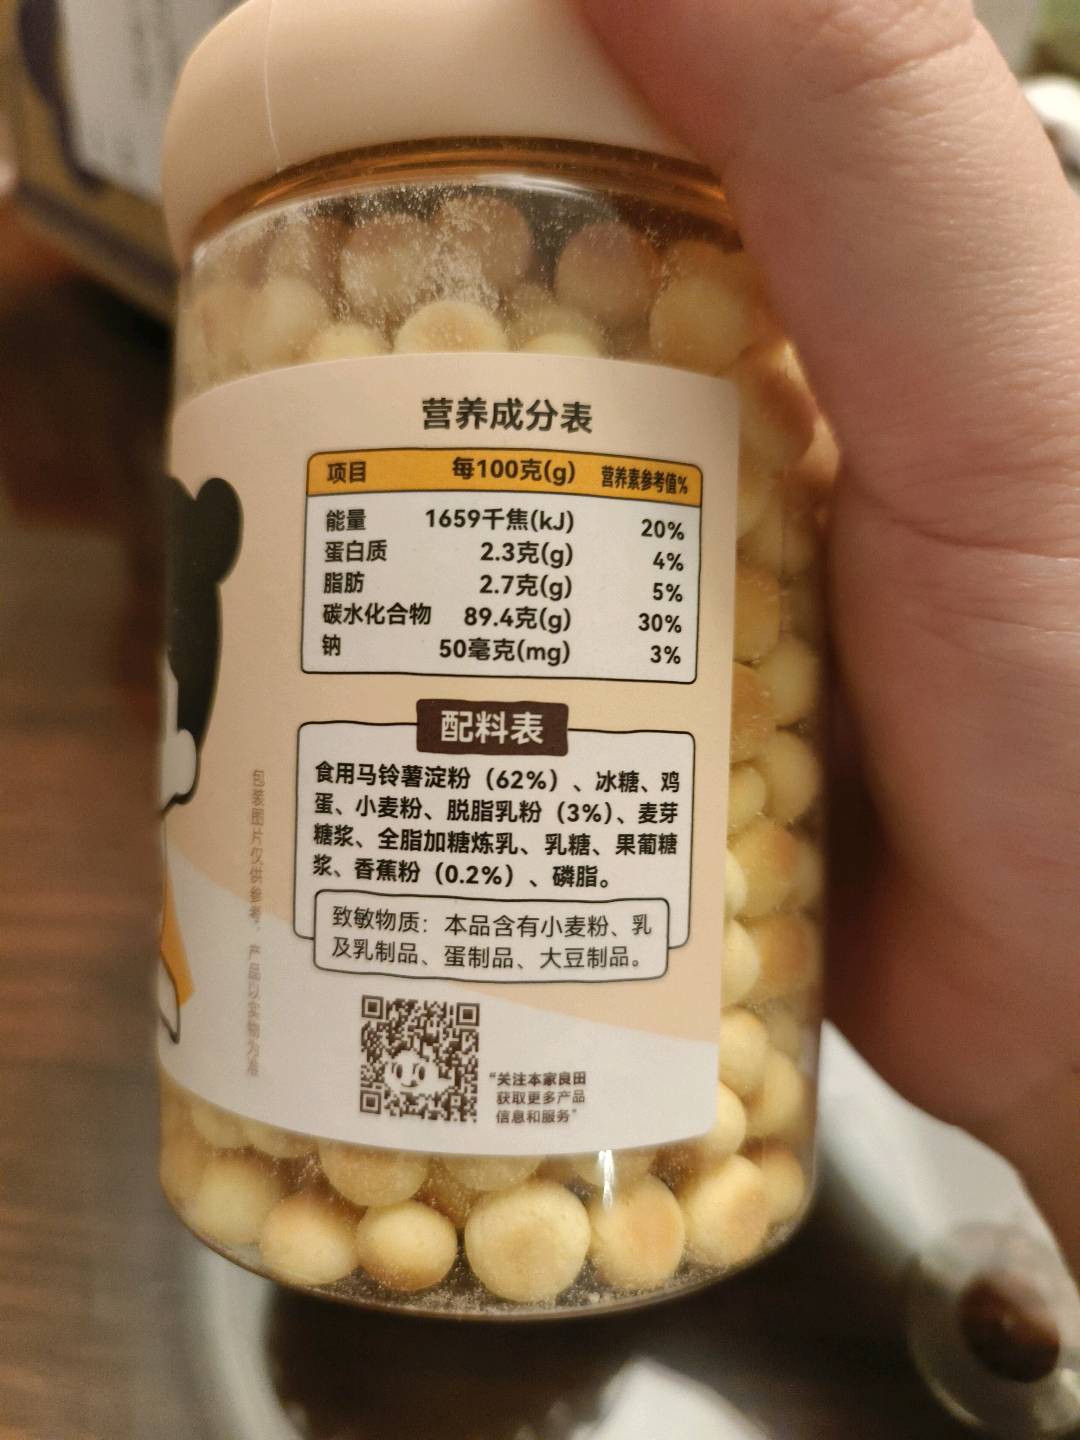 营养成分表
项目 每100克(g) 营养素参考值%
能量 1659千焦(kJ) 20%
蛋白质 2.3克(g) 4%
脂肪 2.7克(g) 5%
碳水化合物 89.4克(g) 30%
钠 50毫克(mg) 3%
配料表
食用马铃薯淀粉（62%）、冰糖、鸡
蛋、小麦粉、脱脂乳粉（3%）、麦芽
糖浆、全脂加糖炼乳、乳糖、果葡糖
浆、香蕉粉（0.2%）、磷脂。
致敏物质：本品含有小麦粉、乳
及乳制品、蛋制品、大豆制品。
"关注本家良田
获取更多产品
信息和服务"
包装图片仅供参考，产品以实物为准